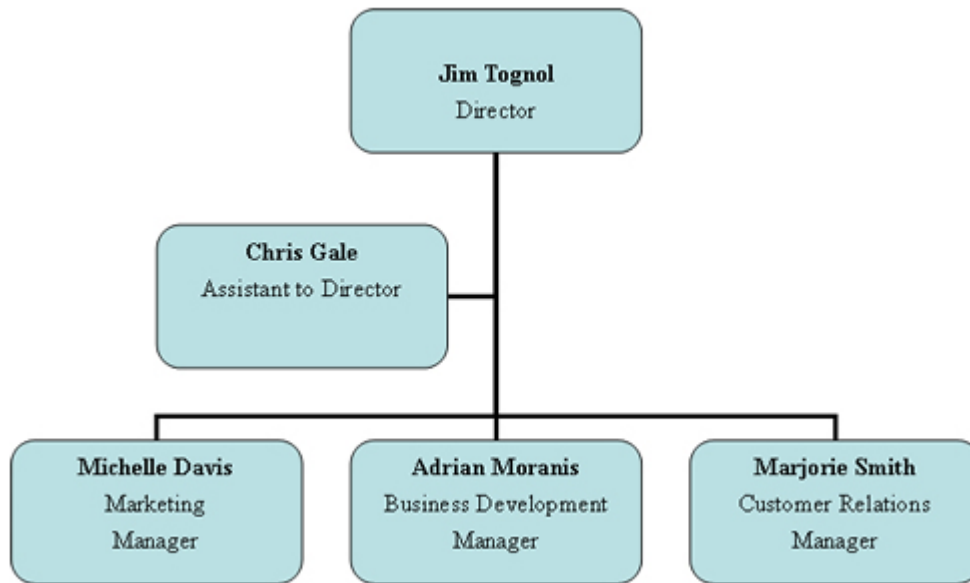 Jim Tognol
Director
Chris Gale
Assistant to Director
Michelle Davis
Marketing
Manager
Adrian Moranis
Business Development
Manager
Marjorie Smith
Customer Relations
Manager